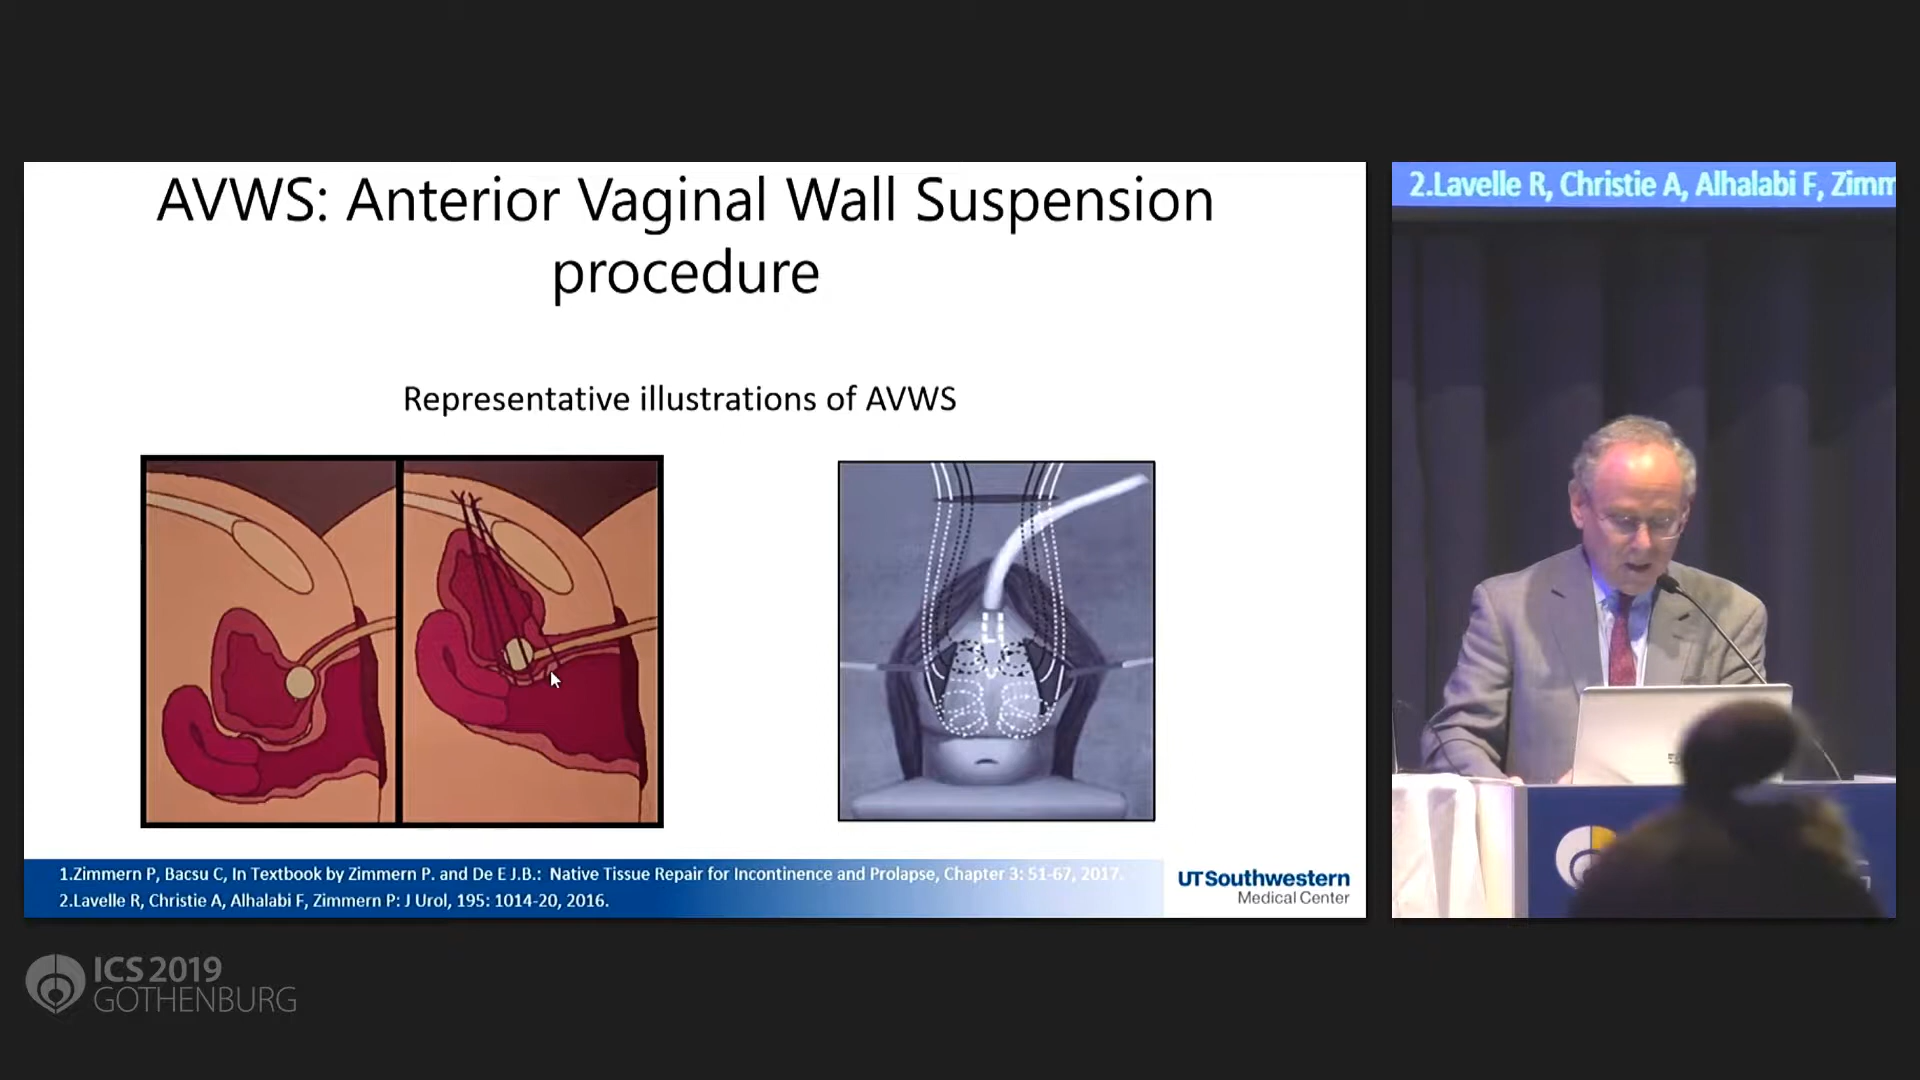 AVWS: Anterior Vaginal Wall Suspension
procedure
Representative illustrations of AVWS
1.Zimmern P, Bacsu C, In Textbook by Zimmern P. and De E J.B.: Native Tissue Repair for Incontinence and Prolapse, Chapter 3: 51-67, 2017.
2.Lavelle R, Christie A, Alhalabi F, Zimmern P: J Urol, 195: 1014-20, 2016.
UTSouthwestern
Medical Center
2.Lavelle R, Christie A, Alhalabi F, Zimm
ICS 2019
GOTHENBURG